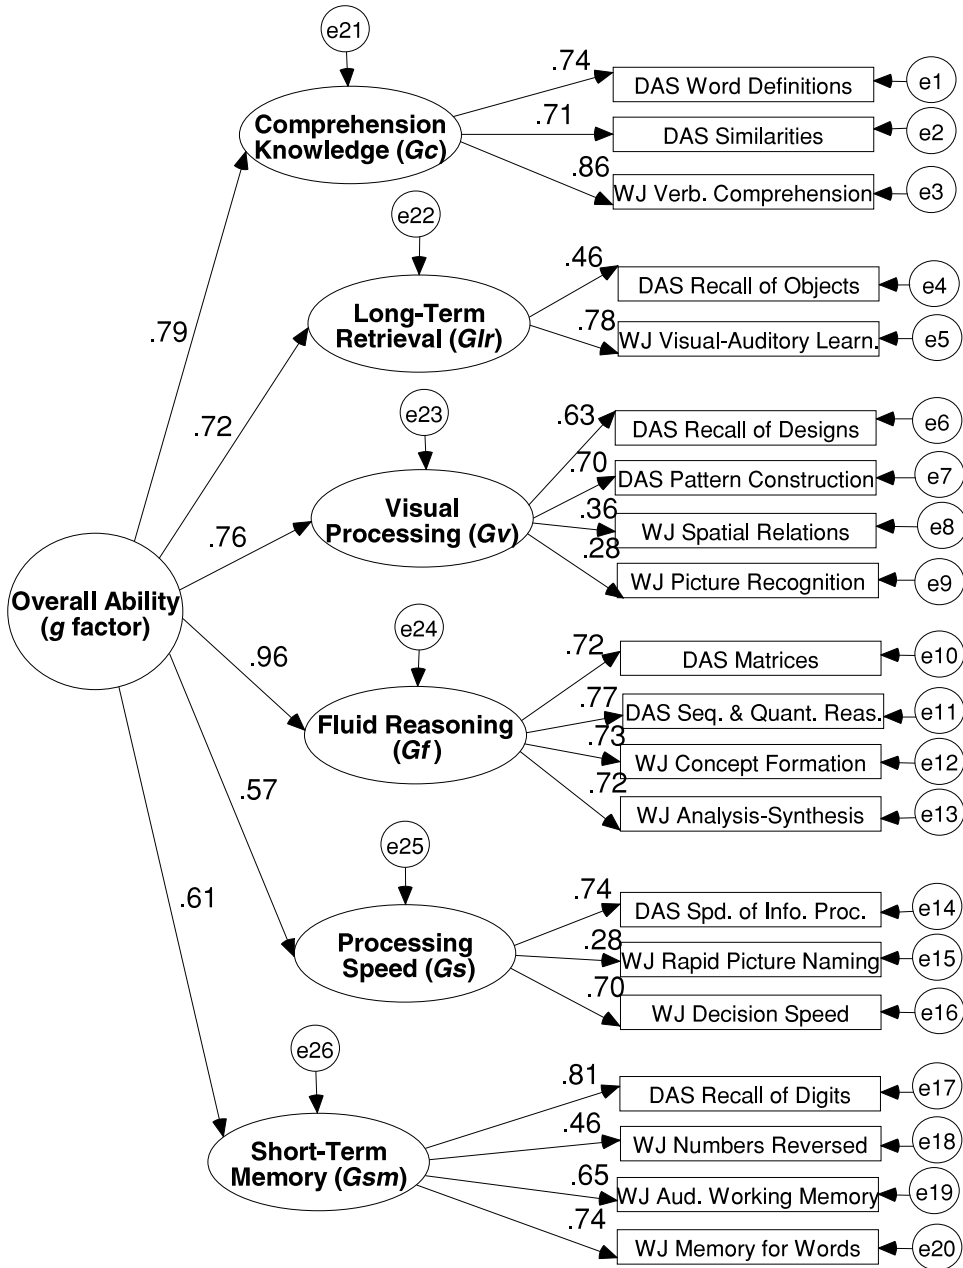 e21
.74
DAS Word Definitions
e1
Comprehension
Knowledge (Gc)
.71
DAS Similarities
e2
.86
WJ Verb. Comprehension
e3
e22
.46
DAS Recall of Objects
e4
Long-Term
Retrieval (Glr)
.78
WJ Visual-Auditory Learn.
e5
.79
.72
e23
.63
DAS Recall of Designs
e6
.70
DAS Pattern Construction
e7
Visual
Processing (Gv)
.36
WJ Spatial Relations
e8
.76
.28
WJ Picture Recognition
e9
Overall Ability
(g factor)
e24
.96
.72
DAS Matrices
e10
.77
DAS Seq. & Quant. Reas.
e11
Fluid Reasoning
(Gf)
.73
WJ Concept Formation
e12
.72
WJ Analysis-Synthesis
e13
.57
e25
.74
DAS Spd. of Info. Proc.
e14
.61
Processing
Speed (Gs)
.28
WJ Rapid Picture Naming
e15
.70
WJ Decision Speed
e16
e26
.81
DAS Recall of Digits
e17
.46
WJ Numbers Reversed
e18
Short-Term
Memory (Gsm)
.65
WJ Aud. Working Memory
e19
.74
WJ Memory for Words
e20